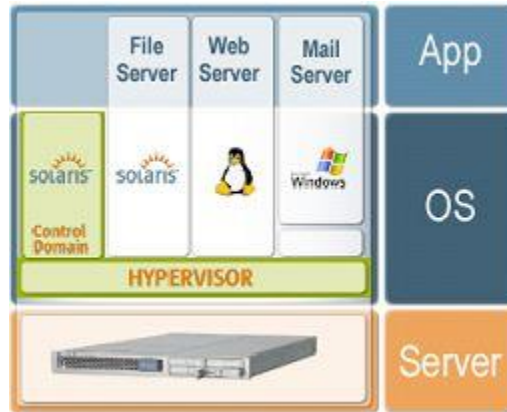 File
Server
Web
Server
Mail
Server
App
solaris
Control
Domain
solaris
Windows
OS
HYPERVISOR
Server